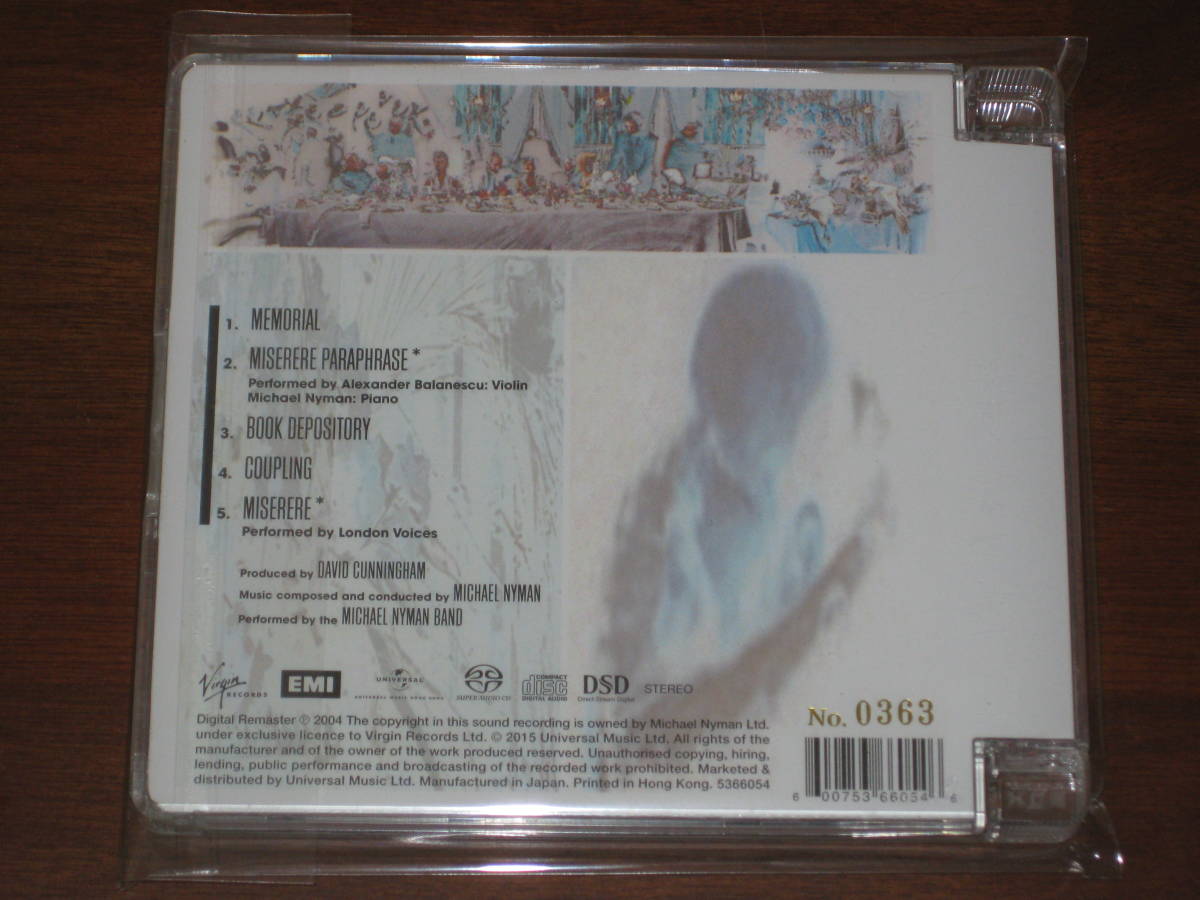 1. MEMORIAL
2. MISERERE PARAPHRASE *
Performed by Alexander Balanescu: Violin
Michael Nyman: Piano
3. BOOK DEPOSITORY
4. COUPLING
5. MISERERE *
Performed by London Voices
Produced by DAVID CUNNINGHAM
Music composed and conducted by MICHAEL NYMAN
Performed by the MICHAEL NYMAN BAND
Virgin RECORDS
EMI
UNIVERSAL
UNIVERSAL MUSIC HONG KONG
SUPER AUDIO CD
COMPACT disc DIGITAL AUDIO
DSD
Direct Stream Digital
STEREO
Digital Remaster ℗ 2004 The copyright in this sound recording is owned by Michael Nyman Ltd.
under exclusive licence to Virgin Records Ltd. © 2015 Universal Music Ltd, All rights of the
manufacturer and of the owner of the work produced reserved. Unauthorised copying, hiring,
lending, public performance and broadcasting of the recorded work prohibited. Marketed &
distributed by Universal Music Ltd. Manufactured in Japan. Printed in Hong Kong. 5366054
No. 0363
6 00753 66054 6